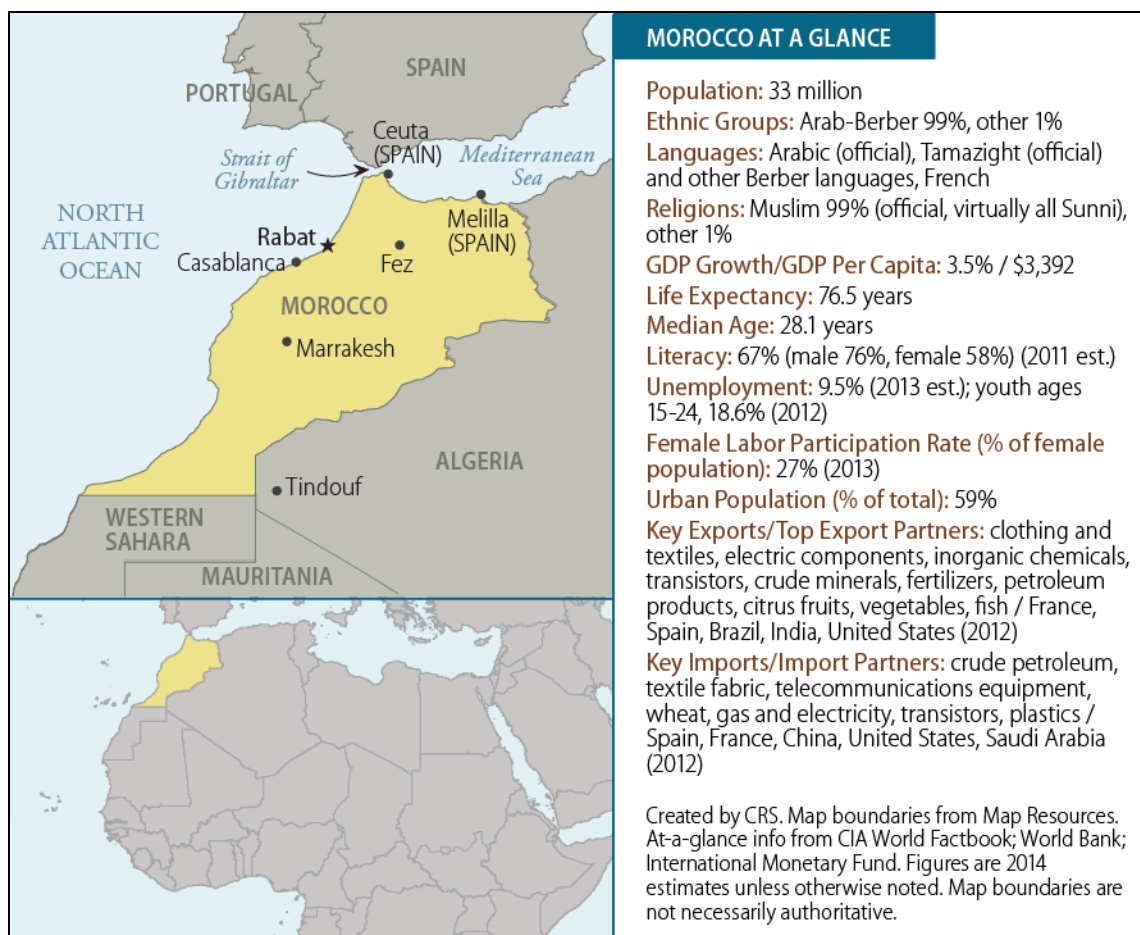 SPAIN
PORTUGAL
Ceuta
(SPAIN)
Strait of
Gibraltar
Mediterranean
Sea
NORTH
ATLANTIC
OCEAN
Melilla
(SPAIN)
Rabat
Casablanca
Fez
MOROCCO
Marrakesh
ALGERIA
Tindouf
WESTERN
SAHARA
MAURITANIA
MOROCCO AT A GLANCE
Population: 33 million
Ethnic Groups: Arab-Berber 99%, other 1%
Languages: Arabic (official), Tamazight (official)
and other Berber languages, French
Religions: Muslim 99% (official, virtually all Sunni),
other 1%
GDP Growth/GDP Per Capita: 3.5% / $3,392
Life Expectancy: 76.5 years
Median Age: 28.1 years
Literacy: 67% (male 76%, female 58%) (2011 est.)
Unemployment: 9.5% (2013 est.); youth ages
15-24, 18.6% (2012)
Female Labor Participation Rate (% of female
population): 27% (2013)
Urban Population (% of total): 59%
Key Exports/Top Export Partners: clothing and
textiles, electric components, inorganic chemicals,
transistors, crude minerals, fertilizers, petroleum
products, citrus fruits, vegetables, fish / France,
Spain, Brazil, India, United States (2012)
Key Imports/Import Partners: crude petroleum,
textile fabric, telecommunications equipment,
wheat, gas and electricity, transistors, plastics /
Spain, France, China, United States, Saudi Arabia
(2012)
Created by CRS. Map boundaries from Map Resources.
At-a-glance info from CIA World Factbook; World Bank;
International Monetary Fund. Figures are 2014
estimates unless otherwise noted. Map boundaries are
not necessarily authoritative.